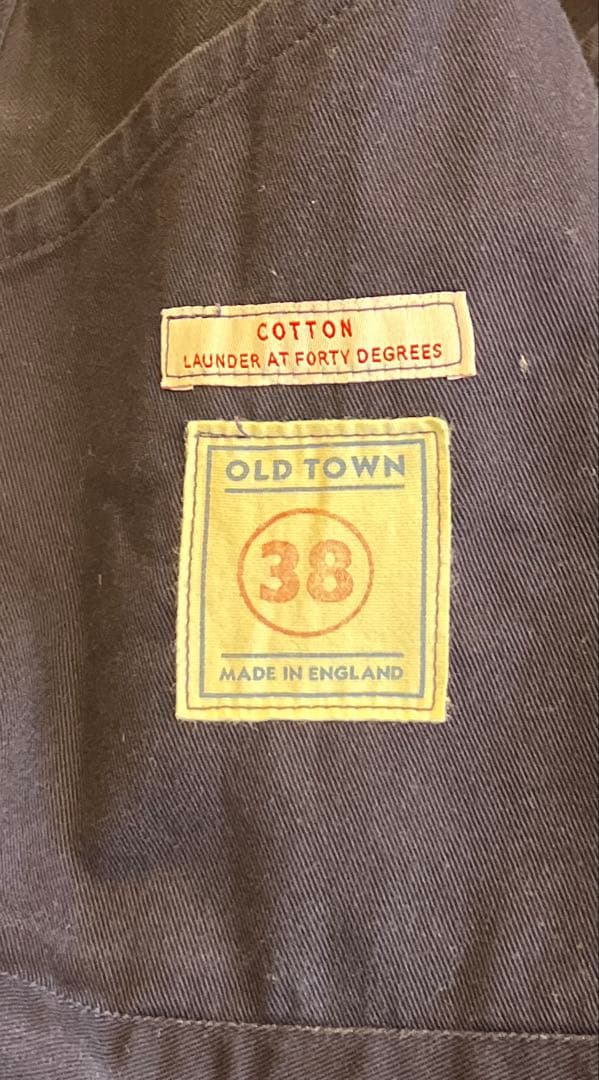 COTTON
LAUNDER AT FORTY DEGREES
OLD TOWN
38
MADE IN ENGLAND